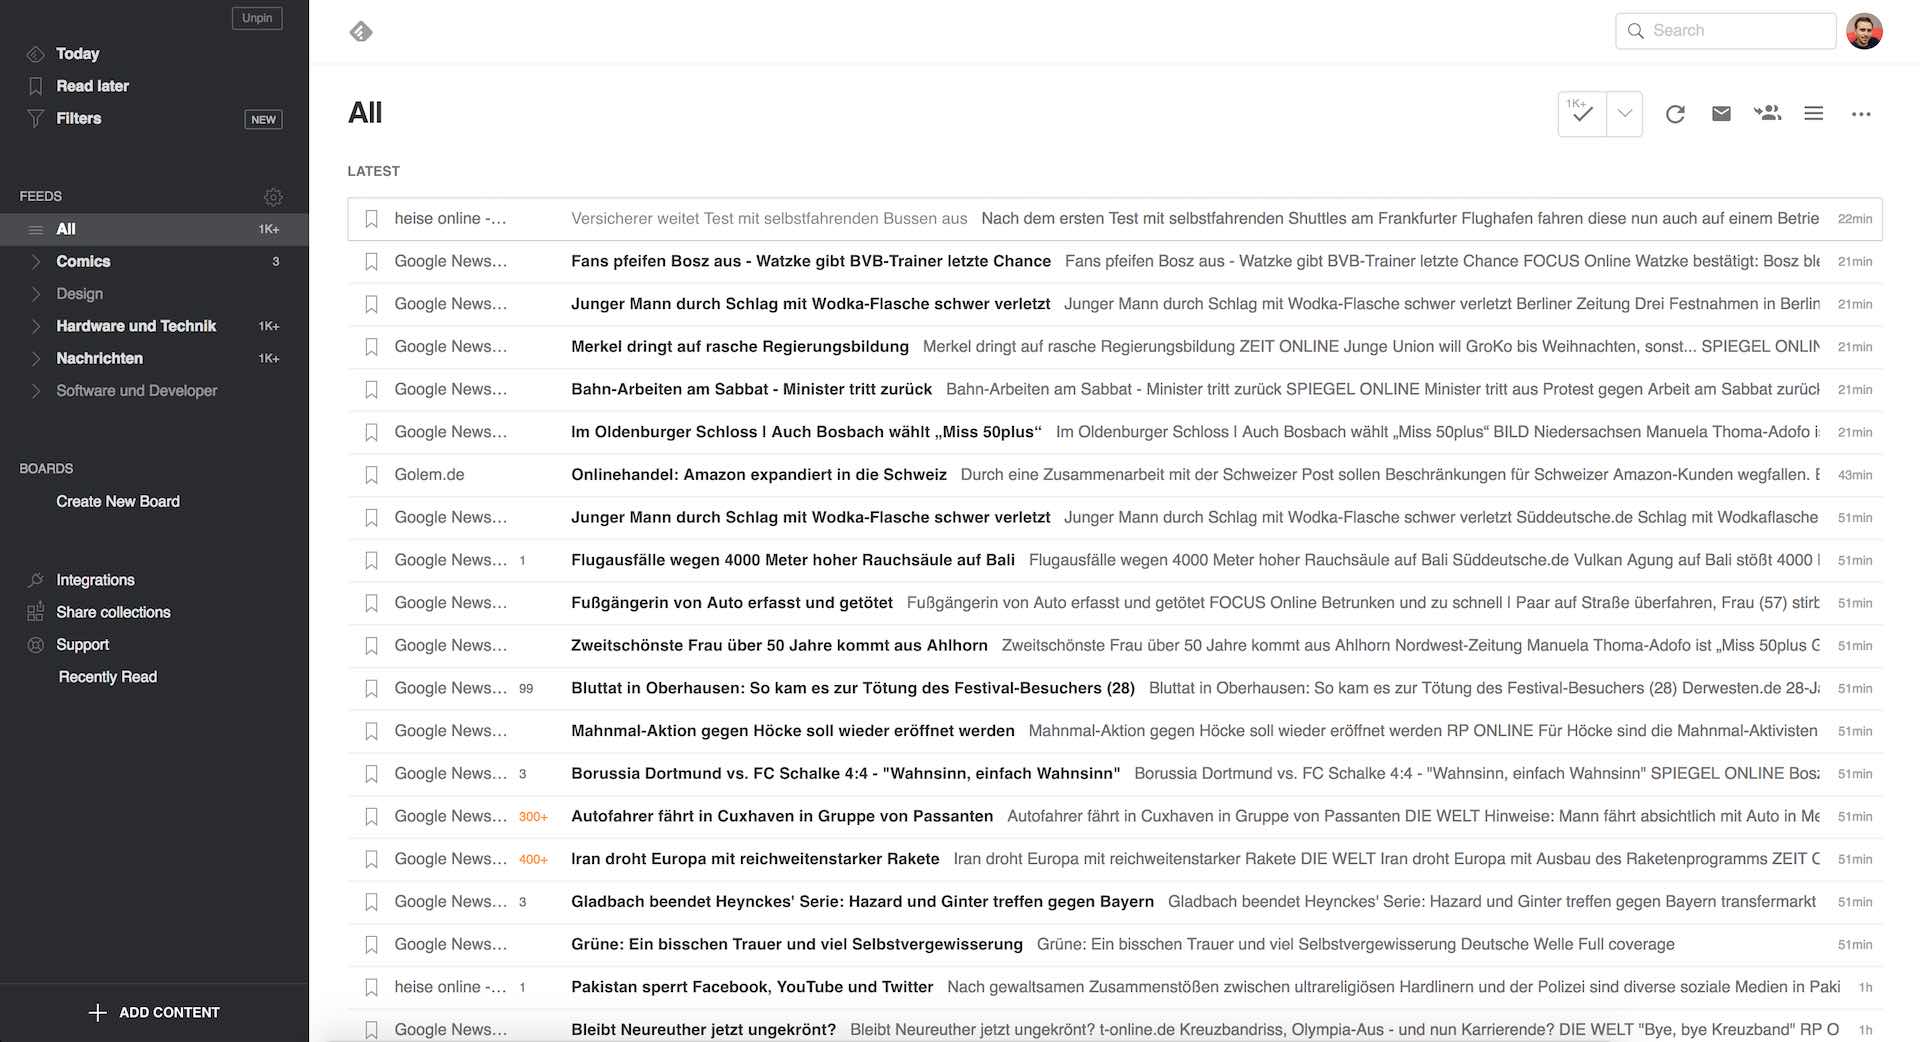 Unpin
Today
Read later
Filters NEW
FEEDS
All 1K+
Comics 3
Design
Hardware und Technik 1K+
Nachrichten 1K+
Software und Developer
BOARDS
Create New Board
Integrations
Share collections
Support
Recently Read
ADD CONTENT
Search
All
1K+
LATEST
heise online -... Versicherer weitet Test mit selbstfahrenden Bussen aus Nach dem ersten Test mit selbstfahrenden Shuttles am Frankfurter Flughafen fahren diese nun auch auf einem Betrie 22min
Google News... Fans pfeifen Bosz aus - Watzke gibt BVB-Trainer letzte Chance Fans pfeifen Bosz aus - Watzke gibt BVB-Trainer letzte Chance FOCUS Online Watzke bestätigt: Bosz ble 21min
Google News... Junger Mann durch Schlag mit Wodka-Flasche schwer verletzt Junger Mann durch Schlag mit Wodka-Flasche schwer verletzt Berliner Zeitung Drei Festnahmen in Berlin 21min
Google News... Merkel dringt auf rasche Regierungsbildung Merkel dringt auf rasche Regierungsbildung ZEIT ONLINE Junge Union will GroKo bis Weihnachten, sonst... SPIEGEL ONLIN 21min
Google News... Bahn-Arbeiten am Sabbat - Minister tritt zurück Bahn-Arbeiten am Sabbat - Minister tritt zurück SPIEGEL ONLINE Minister tritt aus Protest gegen Arbeit am Sabbat zurück 21min
Google News... Im Oldenburger Schloss | Auch Bosbach wählt „Miss 50plus“ Im Oldenburger Schloss | Auch Bosbach wählt „Miss 50plus“ BILD Niedersachsen Manuela Thoma-Adofo i 21min
Golem.de Onlinehandel: Amazon expandiert in die Schweiz Durch eine Zusammenarbeit mit der Schweizer Post sollen Beschränkungen für Schweizer Amazon-Kunden wegfallen. E 43min
Google News... Junger Mann durch Schlag mit Wodka-Flasche schwer verletzt Junger Mann durch Schlag mit Wodka-Flasche schwer verletzt Süddeutsche.de Schlag mit Wodkaflasche 51min
Google News... 1 Flugausfälle wegen 4000 Meter hoher Rauchsäule auf Bali Flugausfälle wegen 4000 Meter hoher Rauchsäule auf Bali Süddeutsche.de Vulkan Agung auf Bali stößt 4000 51min
Google News... Fußgängerin von Auto erfasst und getötet Fußgängerin von Auto erfasst und getötet FOCUS Online Betrunken und zu schnell | Paar auf Straße überfahren, Frau (57) stirb 51min
Google News... Zweitschönste Frau über 50 Jahre kommt aus Ahlhorn Zweitschönste Frau über 50 Jahre kommt aus Ahlhorn Nordwest-Zeitung Manuela Thoma-Adofo ist „Miss 50plus G 51min
Google News... 99 Bluttat in Oberhausen: So kam es zur Tötung des Festival-Besuchers (28) Bluttat in Oberhausen: So kam es zur Tötung des Festival-Besuchers (28) Derwesten.de 28-Jä 51min
Google News... Mahnmal-Aktion gegen Höcke soll wieder eröffnet werden Mahnmal-Aktion gegen Höcke soll wieder eröffnet werden RP ONLINE Für Höcke sind die Mahnmal-Aktivisten 51min
Google News... 3 Borussia Dortmund vs. FC Schalke 4:4 - "Wahnsinn, einfach Wahnsinn" Borussia Dortmund vs. FC Schalke 4:4 - "Wahnsinn, einfach Wahnsinn" SPIEGEL ONLINE Bosz 51min
Google News... 300+ Autofahrer fährt in Cuxhaven in Gruppe von Passanten Autofahrer fährt in Cuxhaven in Gruppe von Passanten DIE WELT Hinweise: Mann fährt absichtlich mit Auto in Me 51min
Google News... 400+ Iran droht Europa mit reichweitenstarker Rakete Iran droht Europa mit reichweitenstarker Rakete DIE WELT Iran droht Europa mit Ausbau des Raketenprogramms ZEIT O 51min
Google News... 3 Gladbach beendet Heynckes' Serie: Hazard und Ginter treffen gegen Bayern Gladbach beendet Heynckes' Serie: Hazard und Ginter treffen gegen Bayern transfermarkt 51min
Google News... Grüne: Ein bisschen Trauer und viel Selbstvergewisserung Grüne: Ein bisschen Trauer und viel Selbstvergewisserung Deutsche Welle Full coverage 51min
heise online -... 1 Pakistan sperrt Facebook, YouTube und Twitter Nach gewaltsamen Zusammenstößen zwischen ultrareligiösen Hardlinern und der Polizei sind diverse soziale Medien in Paki 1h
Google News... Bleibt Neureuther jetzt ungekrönt? Bleibt Neureuther jetzt ungekrönt? t-online.de Kreuzbandriss, Olympia-Aus - und nun Karrierende? DIE WELT "Bye, bye Kreuzband" RP O 1h